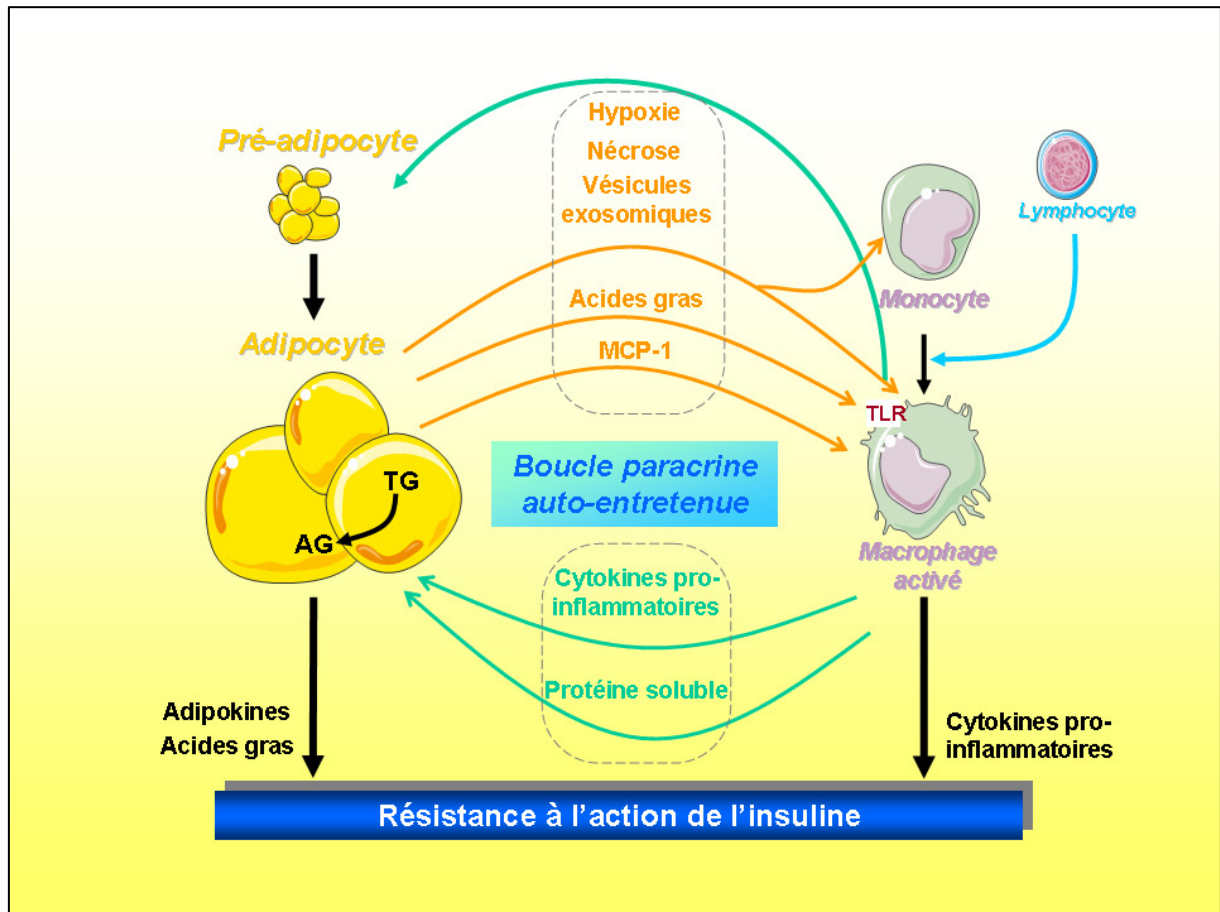 Hypoxie
Pré-adipocyte
Nécrose
Vésicules
exosomiques
Lymphocyte
Acides gras
Monocyte
Adipocyte
MCP-1
TLR
Boucle paracrine
auto-entretenue
TG
AG
Macrophage
activé
Cytokines pro-
inflammatoires
Protéine soluble
Adipokines
Acides gras
Cytokines pro-
inflammatoires
Résistance à l’action de l’insuline